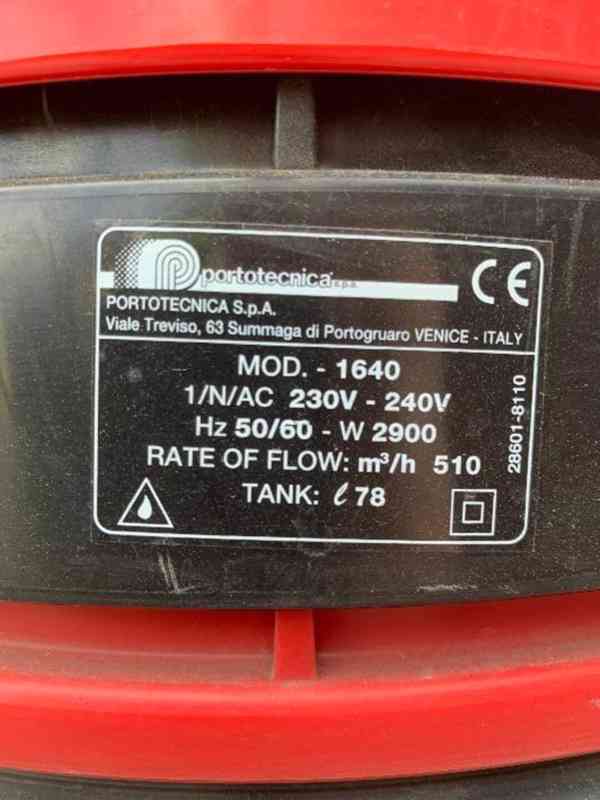 portotecnica s.p.a.
CE
PORTOTECNICA S.p.A.
Viale Treviso, 63 Summaga di Portogruaro VENICE - ITALY
MOD. - 1640
1/N/AC 230V - 240V
Hz 50/60 - W 2900
RATE OF FLOW: m³/h 510
TANK: ℓ 78
28601-8110